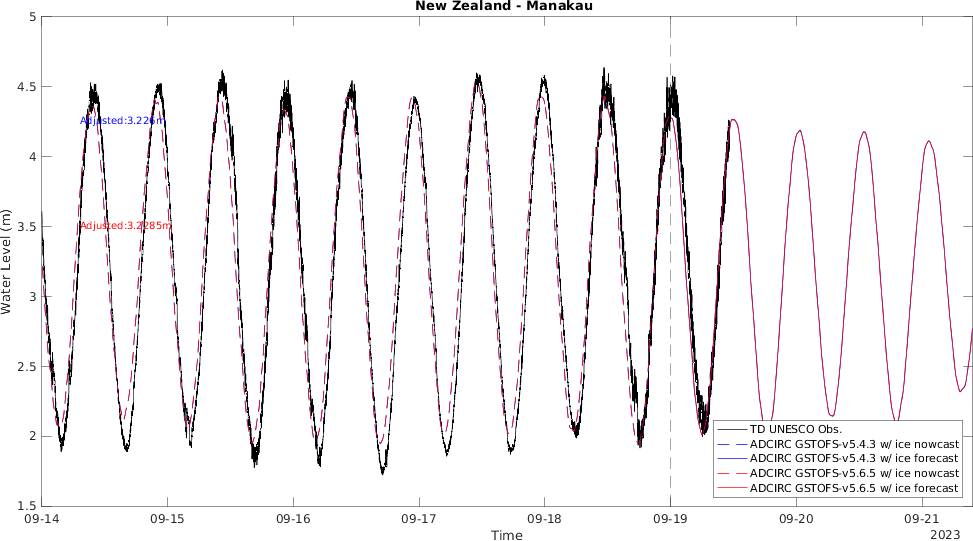 New Zealand - Manakau
5
4.5
4
3.5
3
2.5
2
1.5
Water Level (m)
Adjusted:3.226m
Adjusted:3.2285m
TD UNESCO Obs.
ADCIRC GSTOFS-v5.4.3 w/ ice nowcast
ADCIRC GSTOFS-v5.4.3 w/ ice forecast
ADCIRC GSTOFS-v5.6.5 w/ ice nowcast
ADCIRC GSTOFS-v5.6.5 w/ ice forecast
09-14 09-15 09-16 09-17 09-18 09-19 09-20 09-21
Time
2023